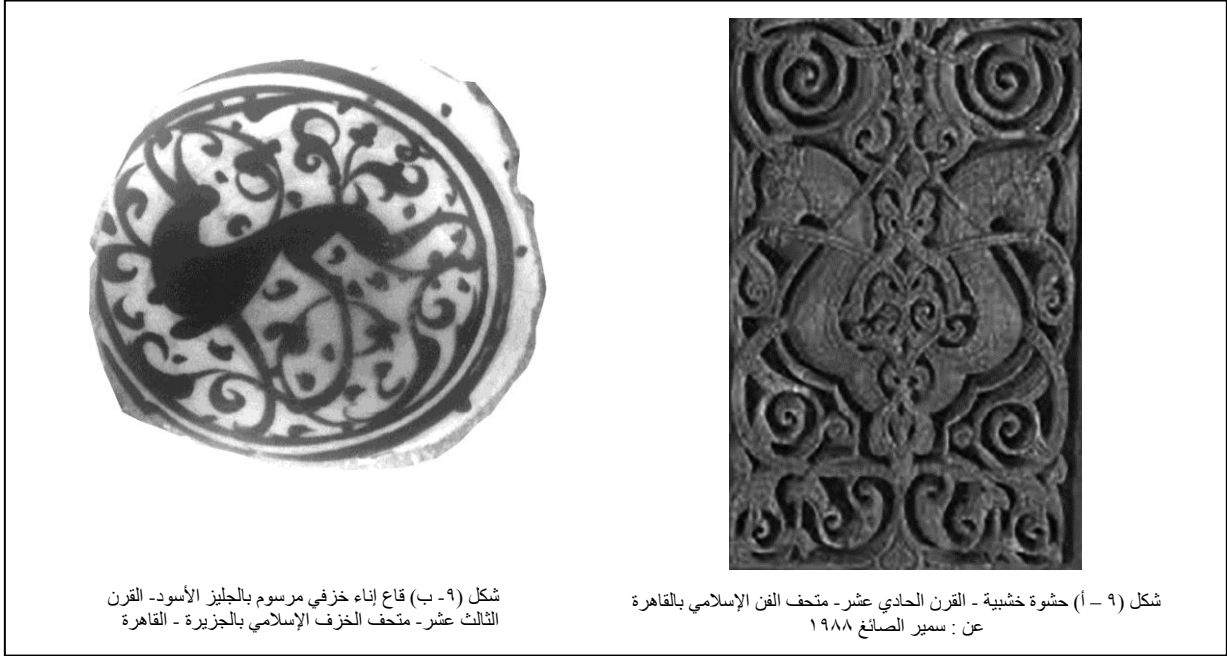 شكل (٩ – أ) حشوة خشبية - القرن الحادي عشر- متحف الفن الإسلامي بالقاهرة
عن : سمير الصائغ ١٩٨٨
شكل (٩- ب) قاع إناء خزفي مرسوم بالجليز الأسود- القرن
الثالث عشر- متحف الخزف الإسلامي بالجزيرة - القاهرة